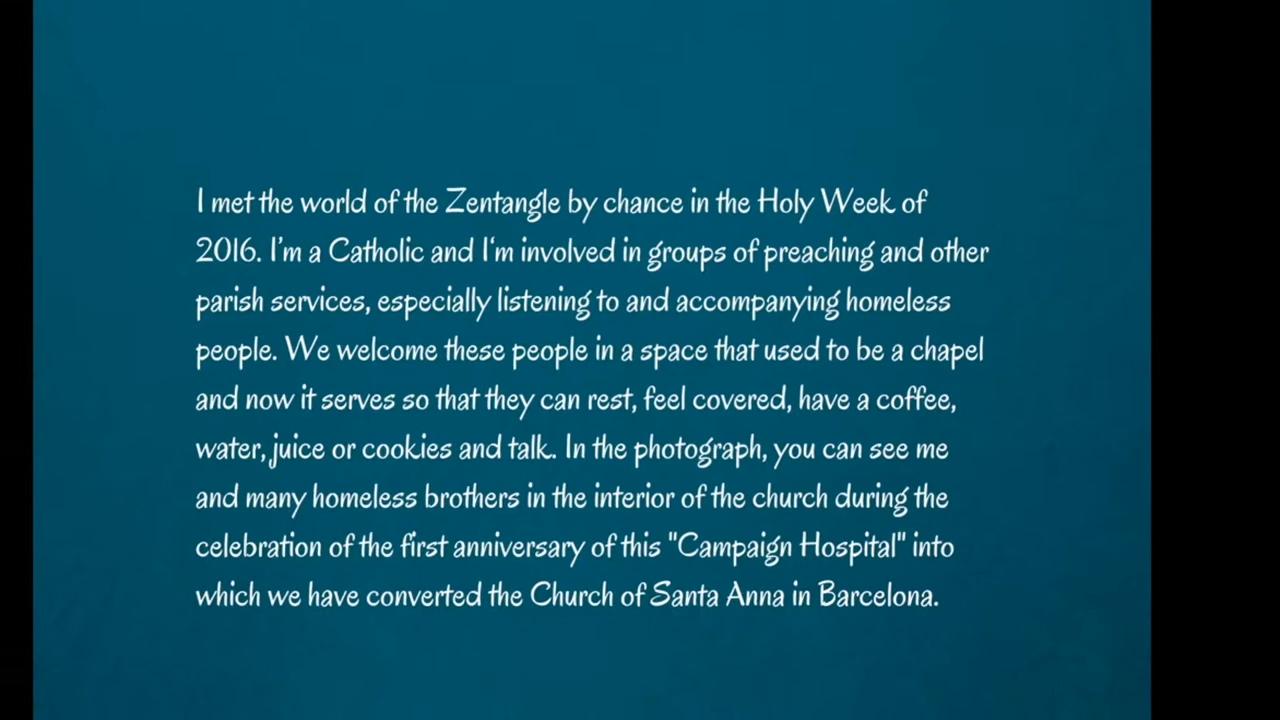 I met the world of the Zentangle by chance in the Holy Week of
2016. I'm a Catholic and I'm involved in groups of preaching and other
parish services, especially listening to and accompanying homeless
people. We welcome these people in a space that used to be a chapel
and now it serves so that they can rest, feel covered, have a coffee,
water, juice or cookies and talk. In the photograph, you can see me
and many homeless brothers in the interior of the church during the
celebration of the first anniversary of this "Campaign Hospital" into
which we have converted the Church of Santa Anna in Barcelona.